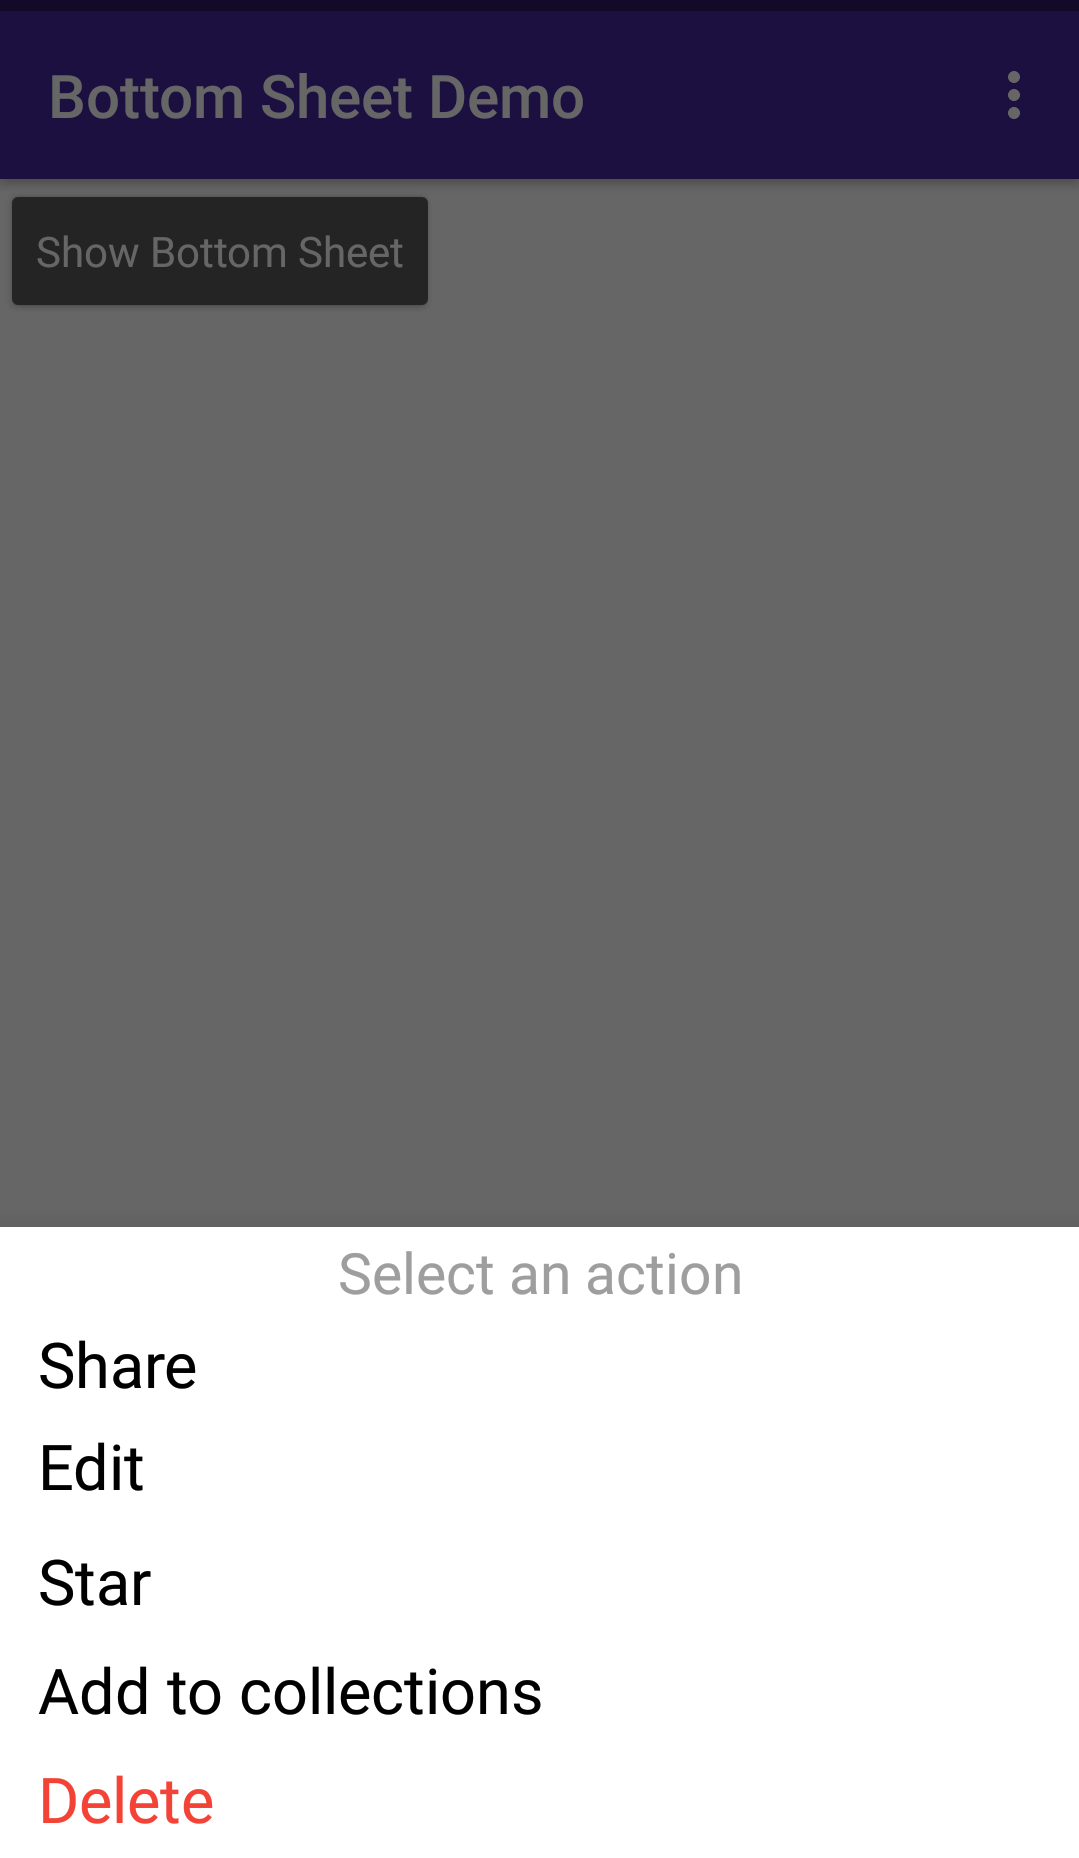 Bottom Sheet Demo
Show Bottom Sheet
Select an action
Share
Edit
Star
Add to collections
Delete